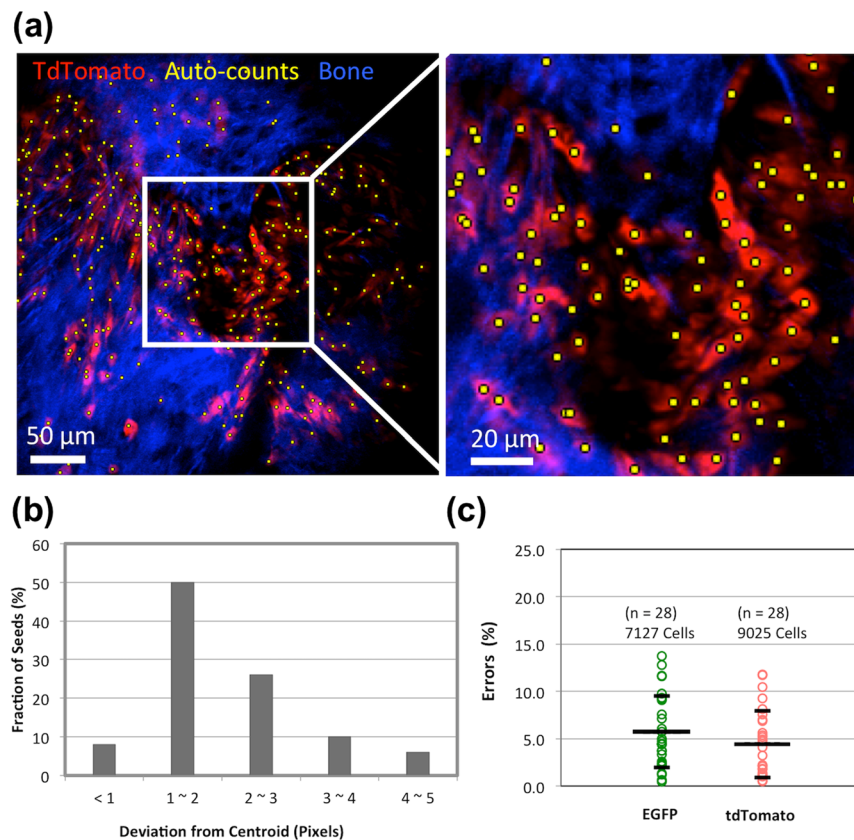 (a)
TdTomato Auto-counts Bone
50 μm
20 μm
(b)
60
50
40
30
20
10
0
Fraction of Seeds (%)
< 1
1 ~ 2
2 ~ 3
3 ~ 4
4 ~ 5
Deviation from Centroid (Pixels)
(c)
25.0
20.0
15.0
10.0
5.0
0.0
Errors (%)
(n = 28)
7127 Cells
(n = 28)
9025 Cells
EGFP
tdTomato